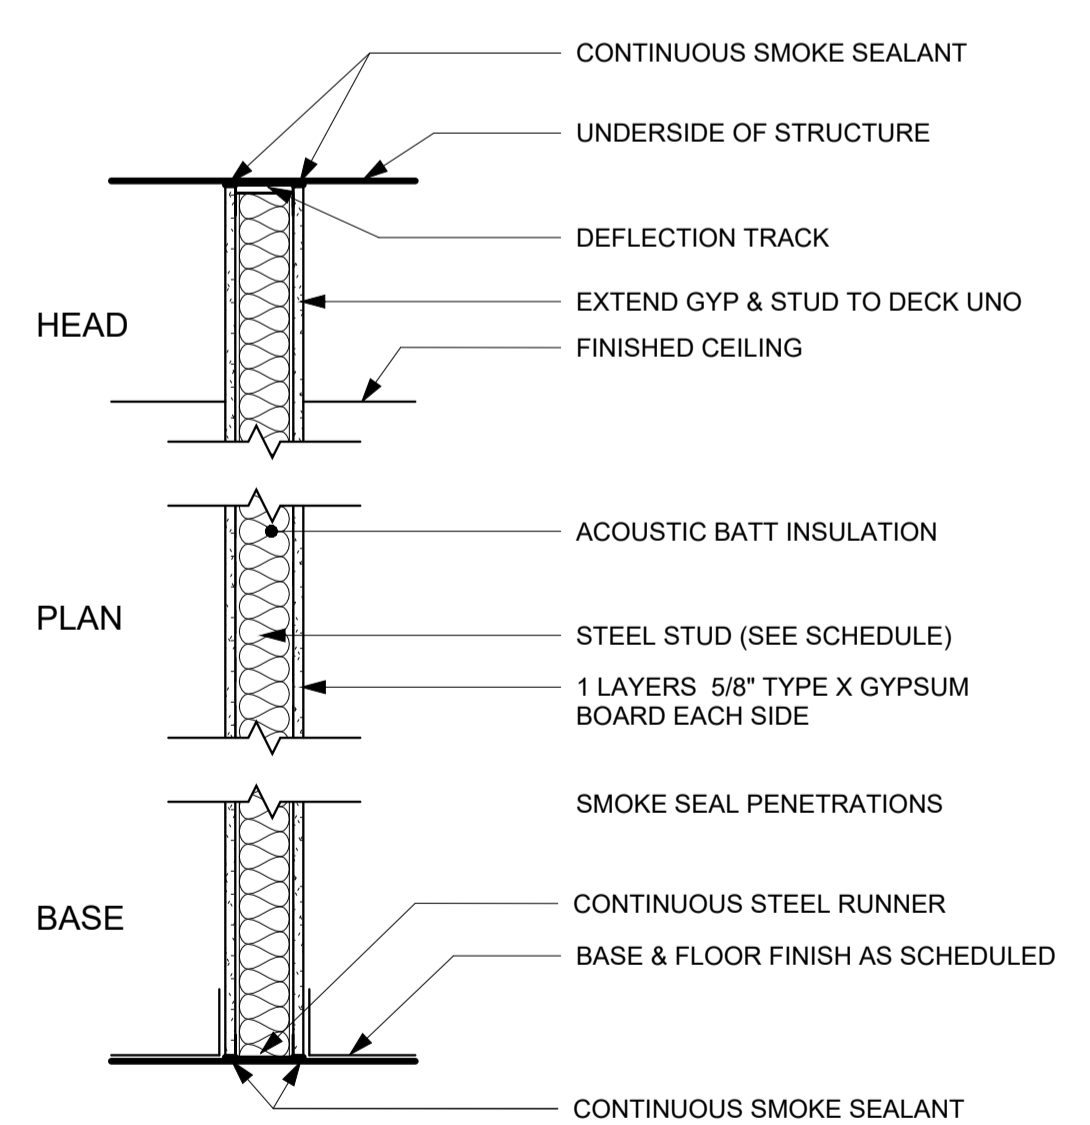 CONTINUOUS SMOKE SEALANT
UNDERSIDE OF STRUCTURE
DEFLECTION TRACK
EXTEND GYP & STUD TO DECK UNO
HEAD
FINISHED CEILING
ACOUSTIC BATT INSULATION
PLAN
STEEL STUD (SEE SCHEDULE)
1 LAYERS  5/8" TYPE X GYPSUM
BOARD EACH SIDE
SMOKE SEAL PENETRATIONS
CONTINUOUS STEEL RUNNER
BASE
BASE & FLOOR FINISH AS SCHEDULED
CONTINUOUS SMOKE SEALANT